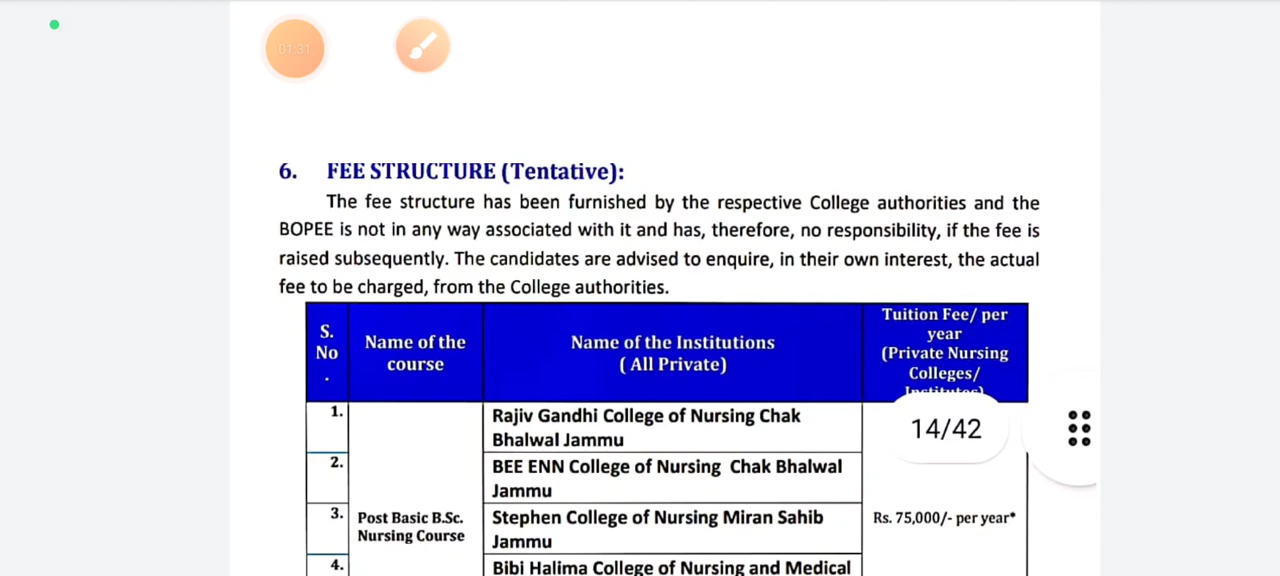 01:31
6. FEE STRUCTURE (Tentative):
The fee structure has been furnished by the respective College authorities and the
BOPEE is not in any way associated with it and has, therefore, no responsibility, if the fee is
raised subsequently. The candidates are advised to enquire, in their own interest, the actual
fee to be charged, from the College authorities.
S. No .
Name of the course
Name of the Institutions ( All Private)
Tuition Fee/ per year (Private Nursing Colleges/ Institutes)
1.
Rajiv Gandhi College of Nursing Chak
Bhalwal Jammu
14/42
2.
BEE ENN College of Nursing Chak Bhalwal
Jammu
3.
Post Basic B.Sc.
Nursing Course
Stephen College of Nursing Miran Sahib
Jammu
Rs. 75,000/- per year*
4.
Bibi Halima College of Nursing and Medical